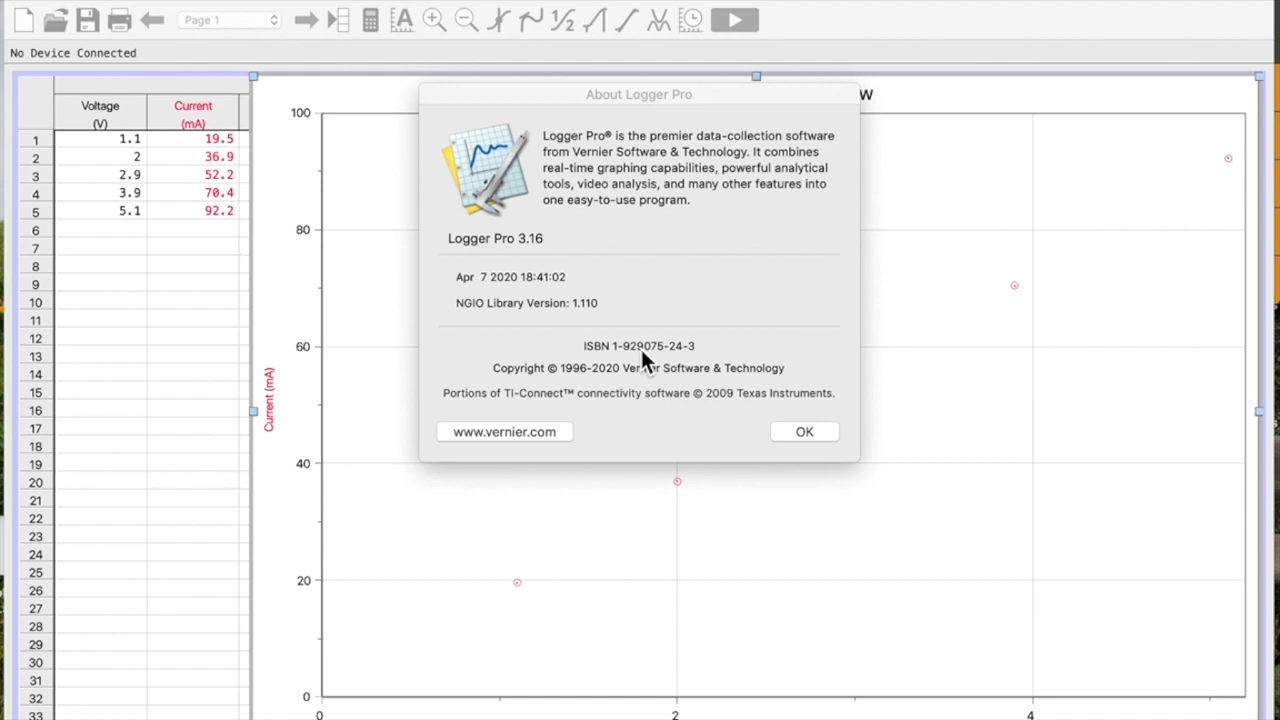 Page 1
No Device Connected
Voltage
(V)
Current
(mA)
1 1.1 19.5
2 2 36.9
3 2.9 52.2
4 3.9 70.4
5 5.1 92.2
6
7
8
9
10
11
12
13
14
15
16
17
18
19
20
21
22
23
24
25
26
27
28
29
30
31
32
33
W
100
80
60
40
20
0
Current (mA)
0 2 4
About Logger Pro
Logger Pro® is the premier data-collection software
from Vernier Software & Technology. It combines
real-time graphing capabilities, powerful analytical
tools, video analysis, and many other features into
one easy-to-use program.
Logger Pro 3.16
Apr 7 2020 18:41:02
NGIO Library Version: 1.110
ISBN 1-929075-24-3
Copyright © 1996-2020 Vernier Software & Technology
Portions of TI-Connect™ connectivity software © 2009 Texas Instruments.
www.vernier.com
OK